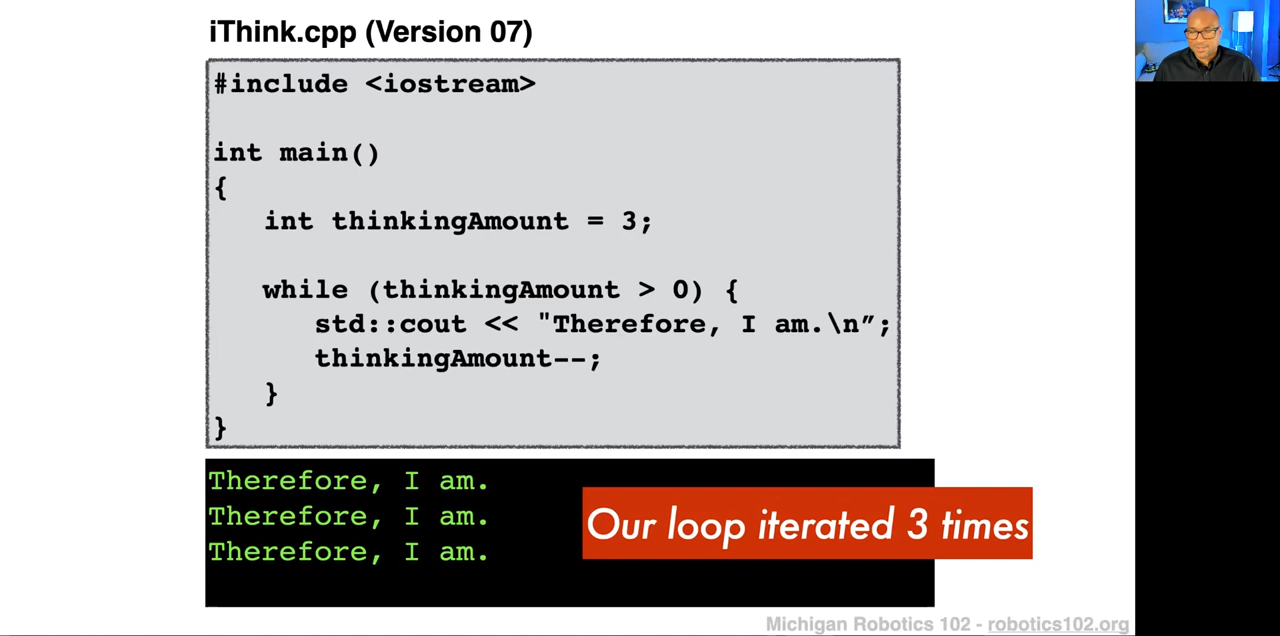 iThink.cpp (Version 07)
#include <iostream>
int main()
{
int thinkingAmount = 3;
while (thinkingAmount > 0) {
std::cout << "Therefore, I am.\n”;
thinkingAmount--;
}
}
Therefore, I am.
Therefore, I am.
Therefore, I am.
Our loop iterated 3 times
Michigan Robotics 102 - robotics102.org